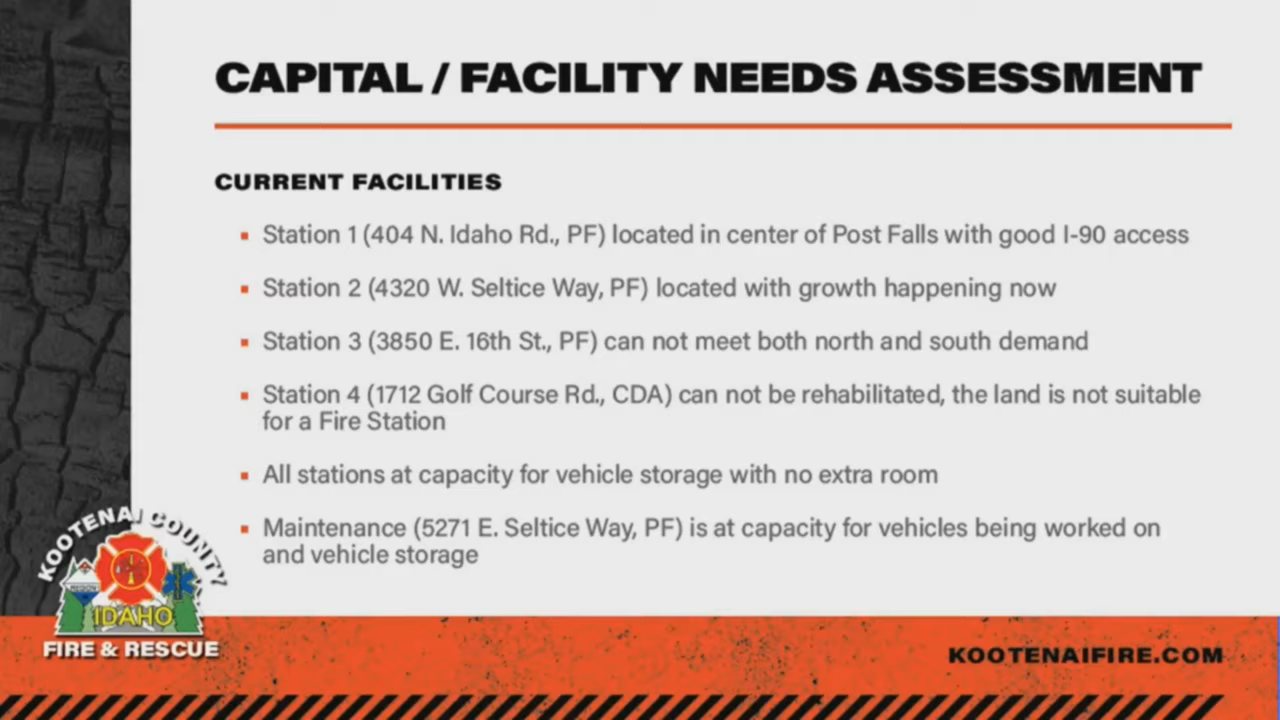 CAPITAL / FACILITY NEEDS ASSESSMENT
CURRENT FACILITIES
Station 1 (404 N. Idaho Rd., PF) located in center of Post Falls with good I-90 access
Station 2 (4320 W. Seltice Way, PF) located with growth happening now
Station 3 (3850 E. 16th St., PF) can not meet both north and south demand
Station 4 (1712 Golf Course Rd., CDA) can not be rehabilitated, the land is not suitable
for a Fire Station
All stations at capacity for vehicle storage with no extra room
Maintenance (5271 E. Seltice Way, PF) is at capacity for vehicles being worked on
and vehicle storage
KOOTENAI COUNTY
IDAHO
FIRE & RESCUE
KOOTENAIFIRE.COM